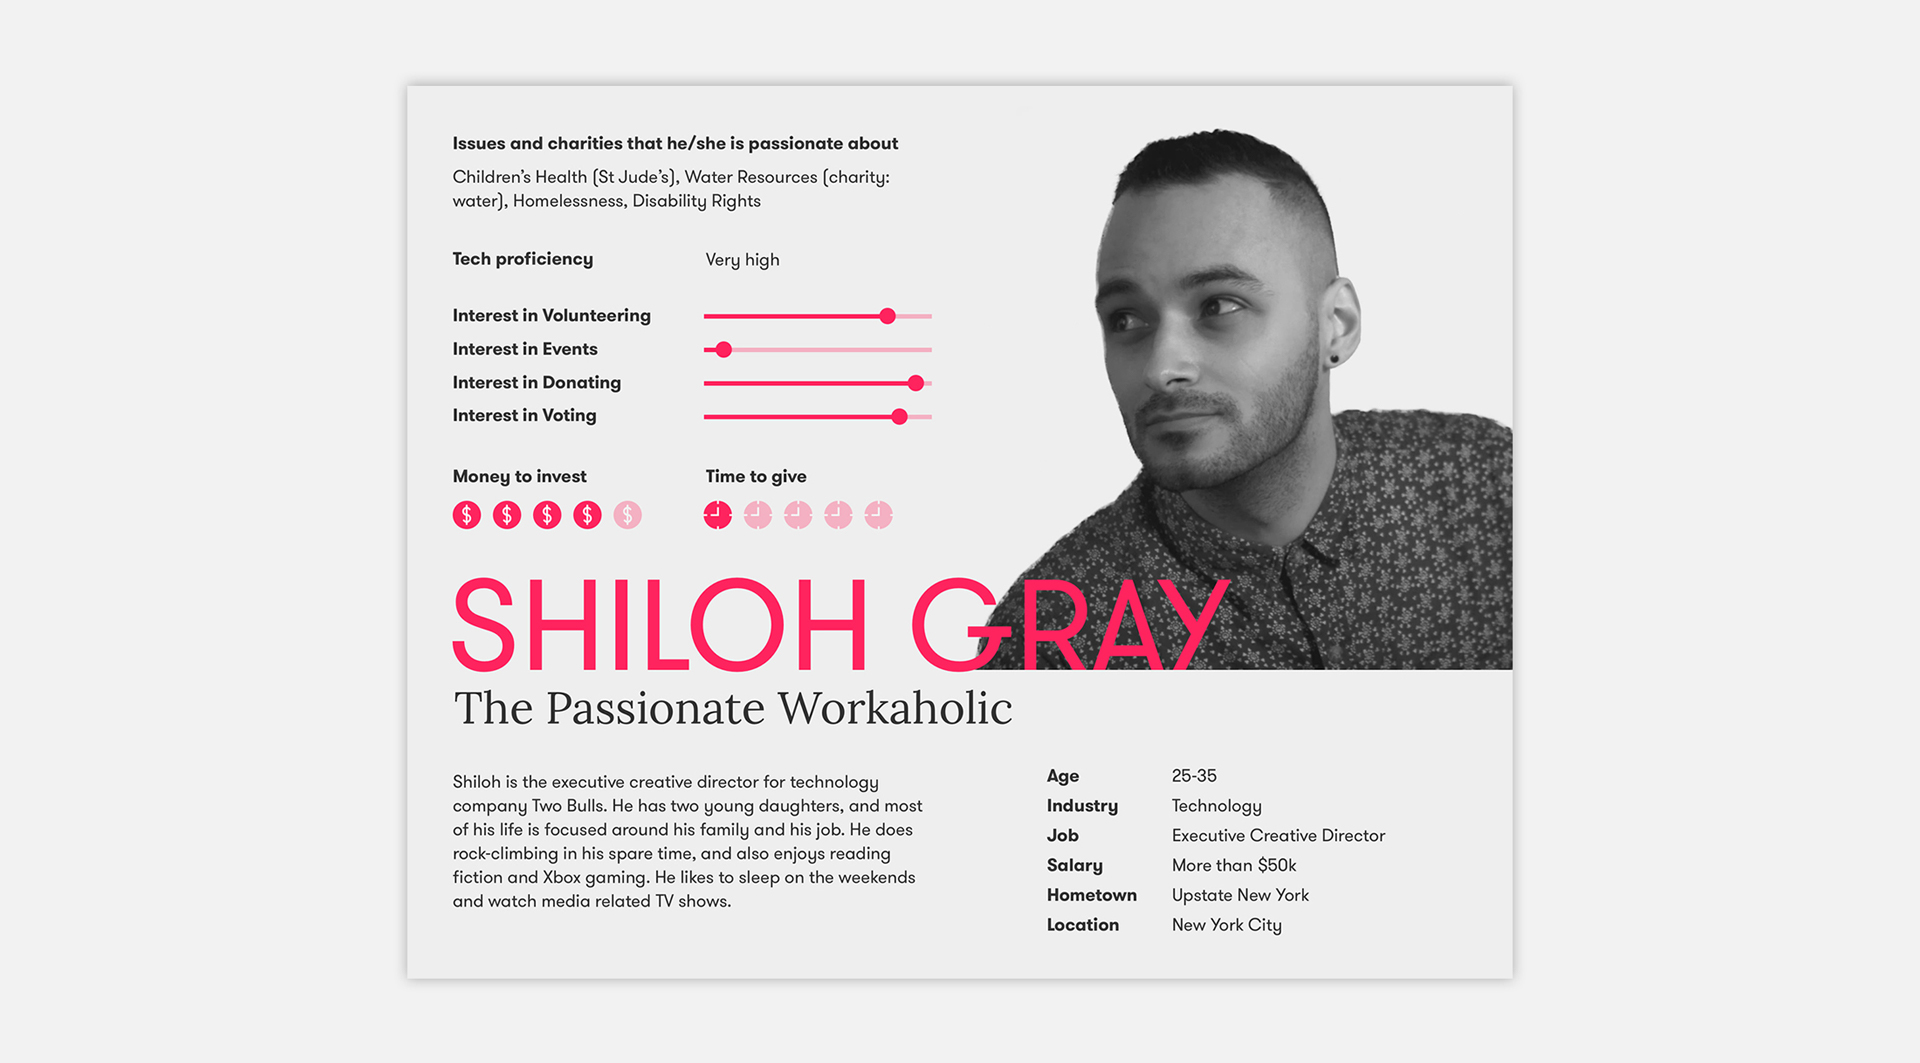 Issues and charities that he/she is passionate about
Children’s Health (St Jude’s), Water Resources (charity:
water), Homelessness, Disability Rights
Tech proficiency Very high
Interest in Volunteering
Interest in Events
Interest in Donating
Interest in Voting
Money to invest Time to give
$ $ $ $ $
SHILOH GRAY
The Passionate Workaholic
Shiloh is the executive creative director for technology
company Two Bulls. He has two young daughters, and most
of his life is focused around his family and his job. He does
rock-climbing in his spare time, and also enjoys reading
fiction and Xbox gaming. He likes to sleep on the weekends
and watch media related TV shows.
Age 25-35
Industry Technology
Job Executive Creative Director
Salary More than $50k
Hometown Upstate New York
Location New York City